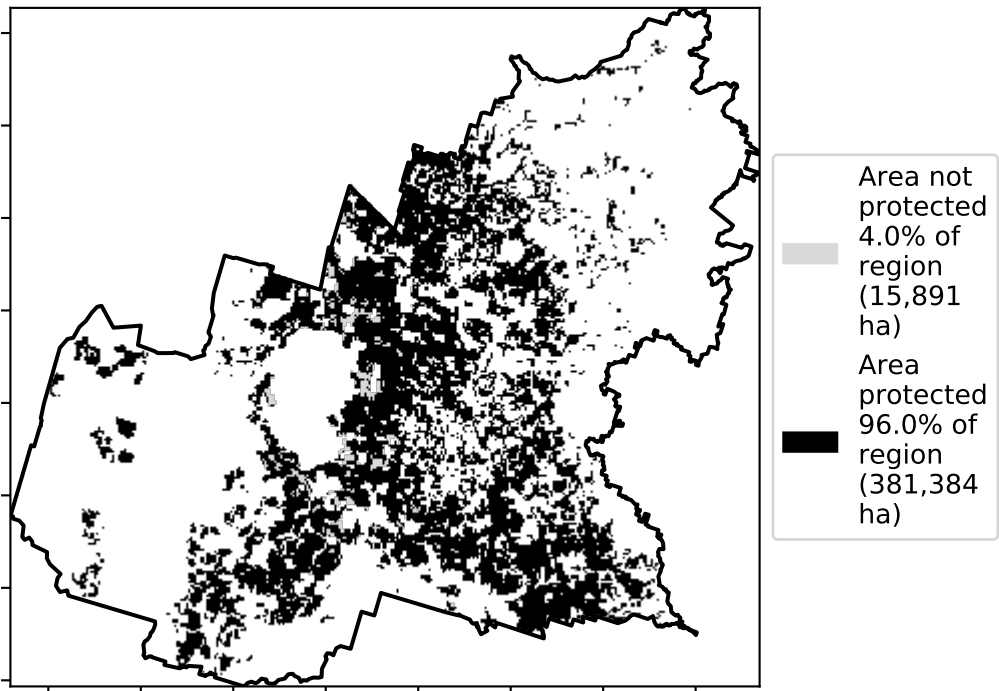 Area not
protected
4.0% of
region
(15,891
ha)
Area
protected
96.0% of
region
(381,384
ha)